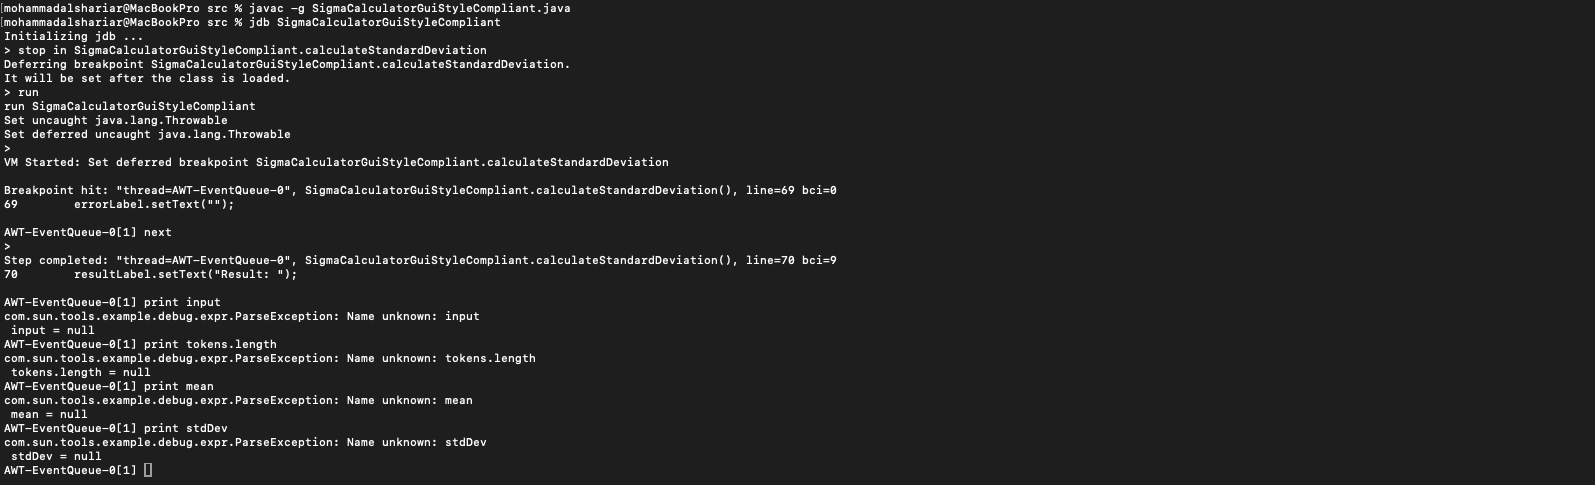 [mohammadalshariar@MacBookPro src % javac -g SigmaCalculatorGuiStyleCompliant.java
[mohammadalshariar@MacBookPro src % jdb SigmaCalculatorGuiStyleCompliant
Initializing jdb ...
> stop in SigmaCalculatorGuiStyleCompliant.calculateStandardDeviation
Deferring breakpoint SigmaCalculatorGuiStyleCompliant.calculateStandardDeviation.
It will be set after the class is loaded.
> run
run SigmaCalculatorGuiStyleCompliant
Set uncaught java.lang.Throwable
Set deferred uncaught java.lang.Throwable
>
VM Started: Set deferred breakpoint SigmaCalculatorGuiStyleCompliant.calculateStandardDeviation
Breakpoint hit: "thread=AWT-EventQueue-0", SigmaCalculatorGuiStyleCompliant.calculateStandardDeviation(), line=69 bci=0
69        errorLabel.setText("");
AWT-EventQueue-0[1] next
>
Step completed: "thread=AWT-EventQueue-0", SigmaCalculatorGuiStyleCompliant.calculateStandardDeviation(), line=70 bci=9
70        resultLabel.setText("Result: ");
AWT-EventQueue-0[1] print input
com.sun.tools.example.debug.expr.ParseException: Name unknown: input
 input = null
AWT-EventQueue-0[1] print tokens.length
com.sun.tools.example.debug.expr.ParseException: Name unknown: tokens.length
 tokens.length = null
AWT-EventQueue-0[1] print mean
com.sun.tools.example.debug.expr.ParseException: Name unknown: mean
 mean = null
AWT-EventQueue-0[1] print stdDev
com.sun.tools.example.debug.expr.ParseException: Name unknown: stdDev
 stdDev = null
AWT-EventQueue-0[1]